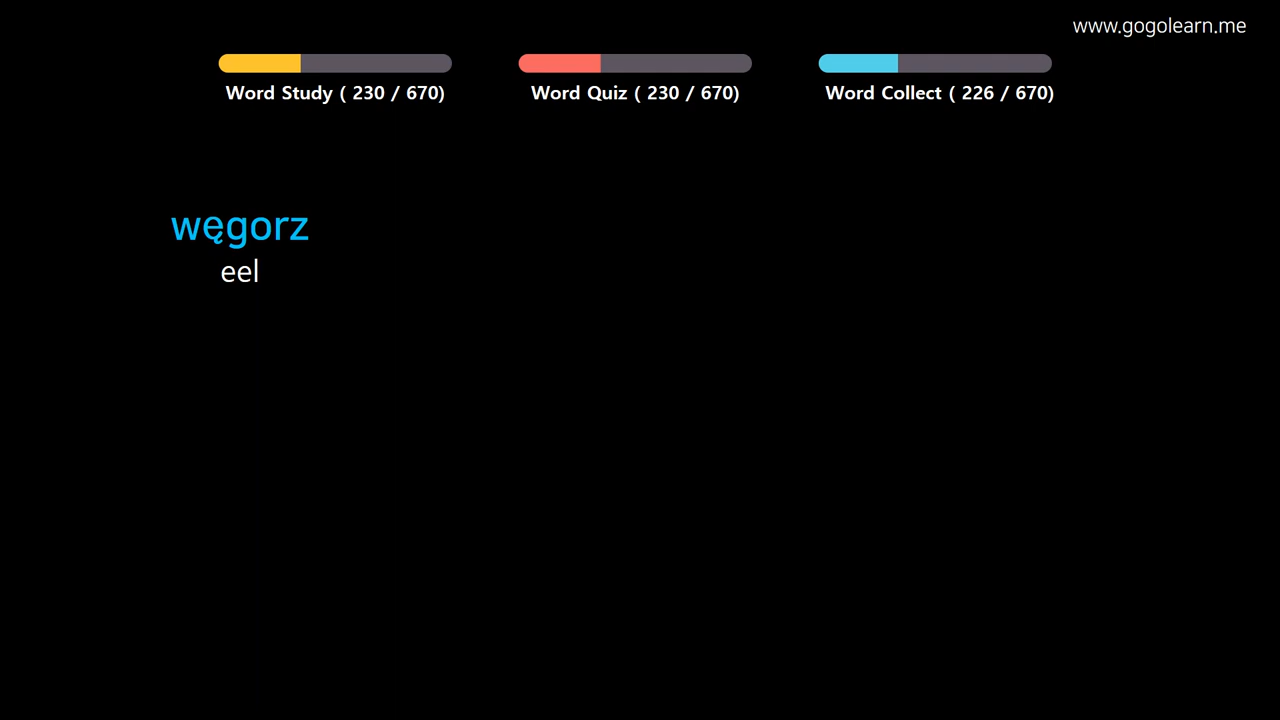 www.gogolearn.me
Word Study ( 230 / 670)
Word Quiz ( 230 / 670)
Word Collect ( 226 / 670)
węgorz
eel